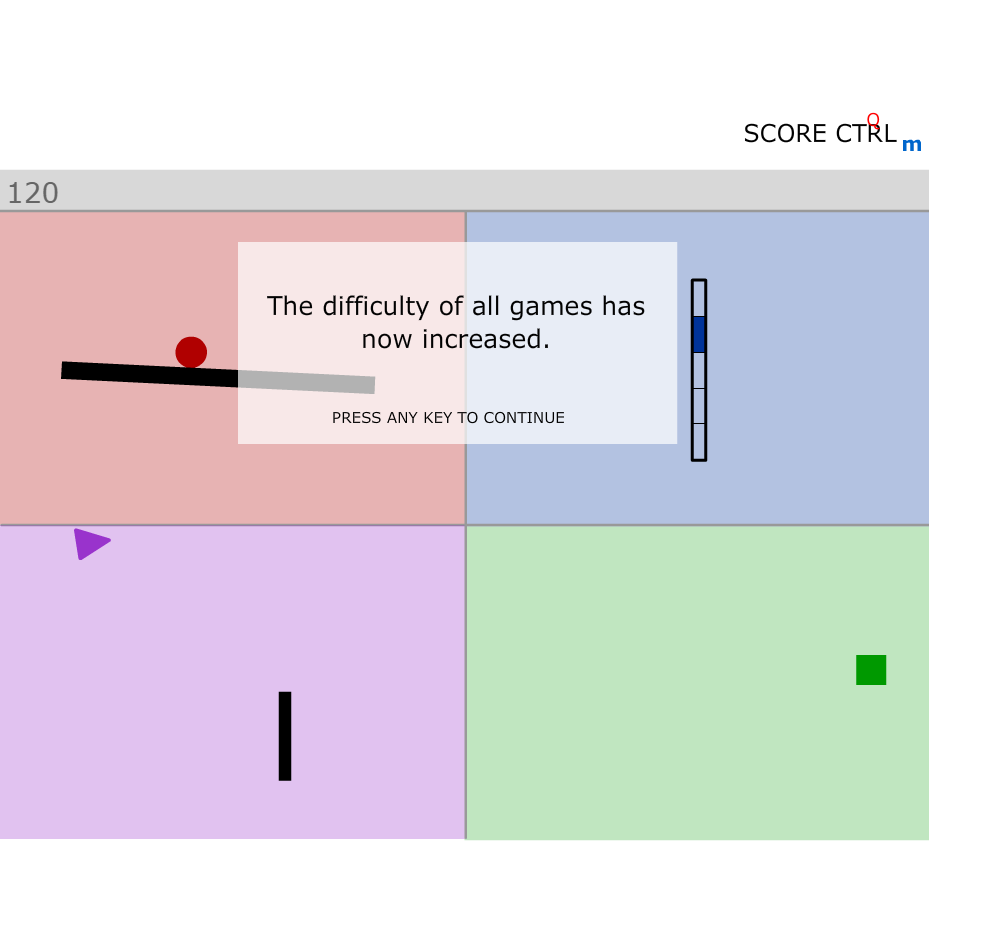 Q
SCORE CTRL m
120
The difficulty of all games has
now increased.
PRESS ANY KEY TO CONTINUE